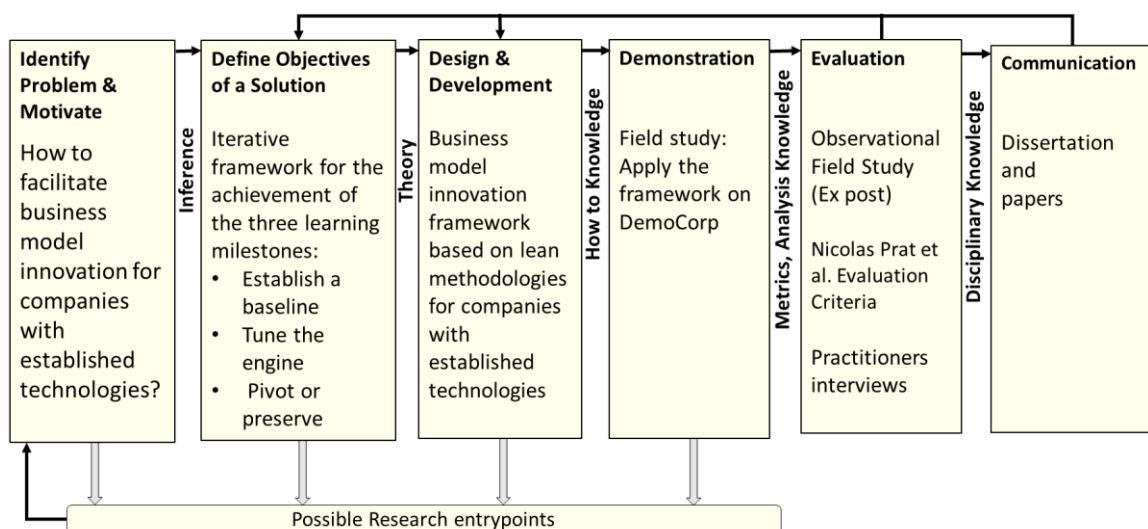 Identify
Problem &
Motivate
How to
facilitate
business
model
innovation for
companies
with
established
technologies?
Inference
Define Objectives
of a Solution
Iterative
framework for the
achievement of
the three learning
milestones:
• Establish a
baseline
• Tune the
engine
• Pivot or
preserve
Theory
Design &
Development
Business
model
innovation
framework
based on lean
methodologies
for companies
with
established
technologies
How to Knowledge
Demonstration
Field study:
Apply the
framework on
DemoCorp
Metrics, Analysis Knowledge
Evaluation
Observational
Field Study
(Ex post)
Nicolas Prat et
al. Evaluation
Criteria
Practitioners
interviews
Disciplinary Knowledge
Communication
Dissertation
and
papers
Possible Research entrypoints